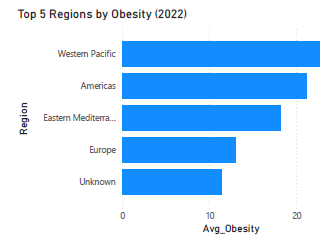 Top 5 Regions by Obesity (2022)
Region
Western Pacific
Americas
Eastern Mediterra...
Europe
Unknown
0 10 20
Avg_Obesity